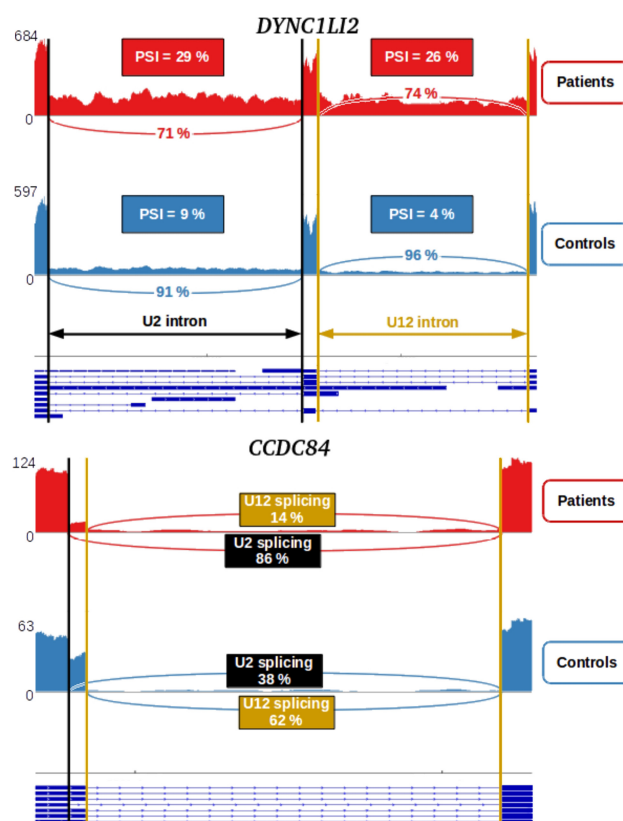 DYNC1LI2
684
PSI = 29 %
PSI = 26 %
Patients
74 %
0
71 %
597
PSI = 9 %
PSI = 4 %
Controls
96 %
0
91 %
U2 intron
U12 intron
CCDC84
124
U12 splicing
14 %
Patients
0
U2 splicing
86 %
63
U2 splicing
38 %
Controls
0
U12 splicing
62 %